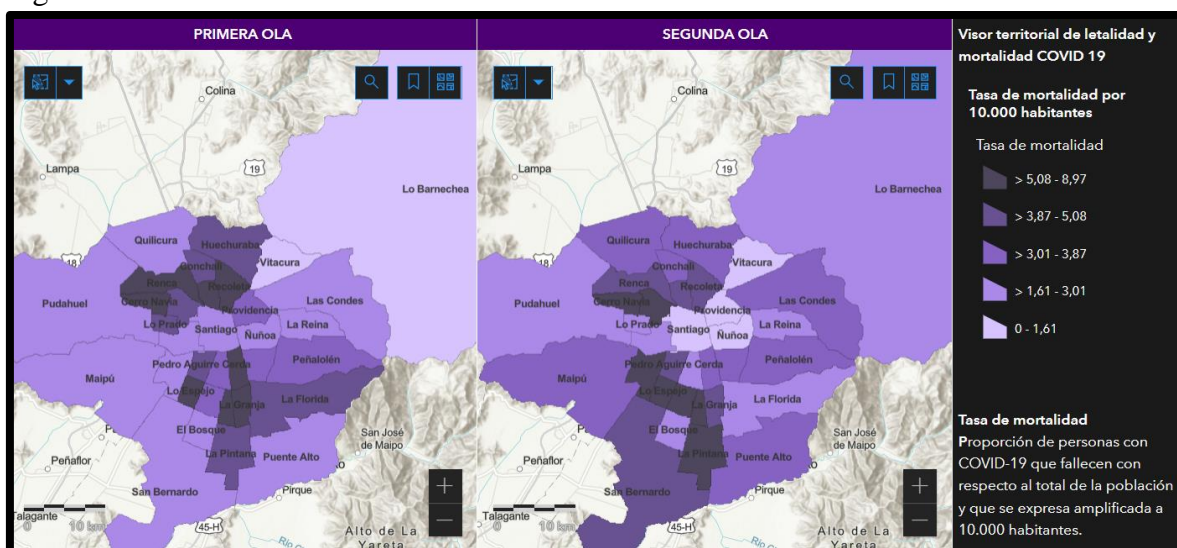 PRIMERA OLA
Colina
19
Lampa
Lo Barnechea
Quilicura
Huechuraba
18
Conchalí
Vitacura
Renca
Recoleta
Pudahuel
Cerro Navia
Providencia
Las Condes
Lo Prado
Santiago
La Reina
Ñuñoa
Pedro Aguirre Cerda
Peñalolén
Maipú
Lo Espejo
La Granja
La Florida
El Bosque
San José
de Maipo
Peñaflor
La Pintana
Puente Alto
San Bernardo
Pirque
Talagante
0
10 km
45-H
Alto de La
Yareta
SEGUNDA OLA
Colina
19
Lampa
Lo Barnechea
Quilicura
Huechuraba
18
Conchalí
Vitacura
Renca
Recoleta
Pudahuel
Cerro Navia
Providencia
Las Condes
Lo Prado
Santiago
La Reina
Ñuñoa
Pedro Aguirre Cerda
Peñalolén
Maipú
Lo Espejo
La Granja
La Florida
El Bosque
San José
de Maipo
Peñaflor
La Pintana
Puente Alto
San Bernardo
Pirque
Talagante
0
10 km
45-H
Alto de La
Yareta
Visor territorial de letalidad y
mortalidad COVID 19
Tasa de mortalidad por
10.000 habitantes
Tasa de mortalidad
> 5,08 - 8,97
> 3,87 - 5,08
> 3,01 - 3,87
> 1,61 - 3,01
0 - 1,61
Tasa de mortalidad
Proporción de personas con
COVID-19 que fallecen con
respecto al total de la población
y que se expresa amplificada a
10.000 habitantes.